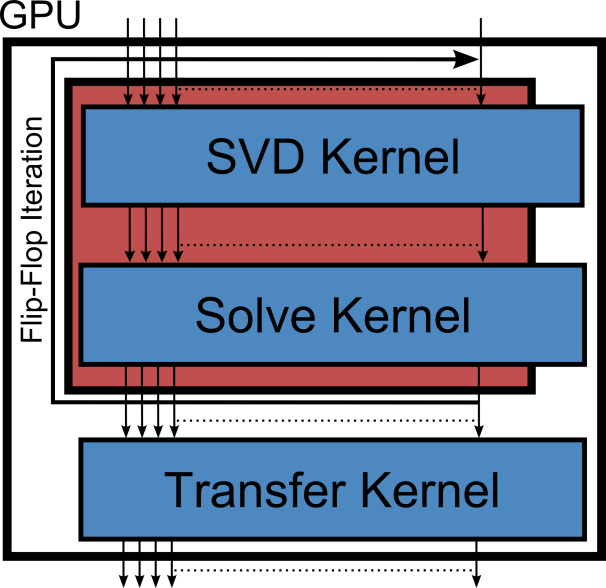 GPU
SVD Kernel
Flip-Flop Iteration
Solve Kernel
Transfer Kernel